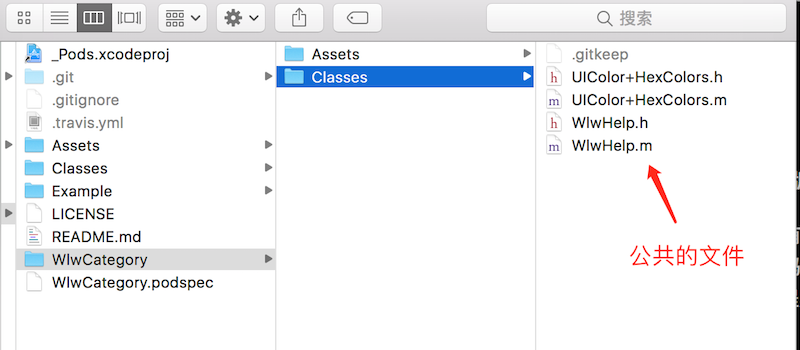 搜索
_Pods.xcodeproj
.git
.gitignore
.travis.yml
Assets
Classes
Example
LICENSE
README.md
WlwCategory
WlwCategory.podspec
Assets
Classes
.gitkeep
h UIColor+HexColors.h
m UIColor+HexColors.m
h WlwHelp.h
m WlwHelp.m
公共的文件